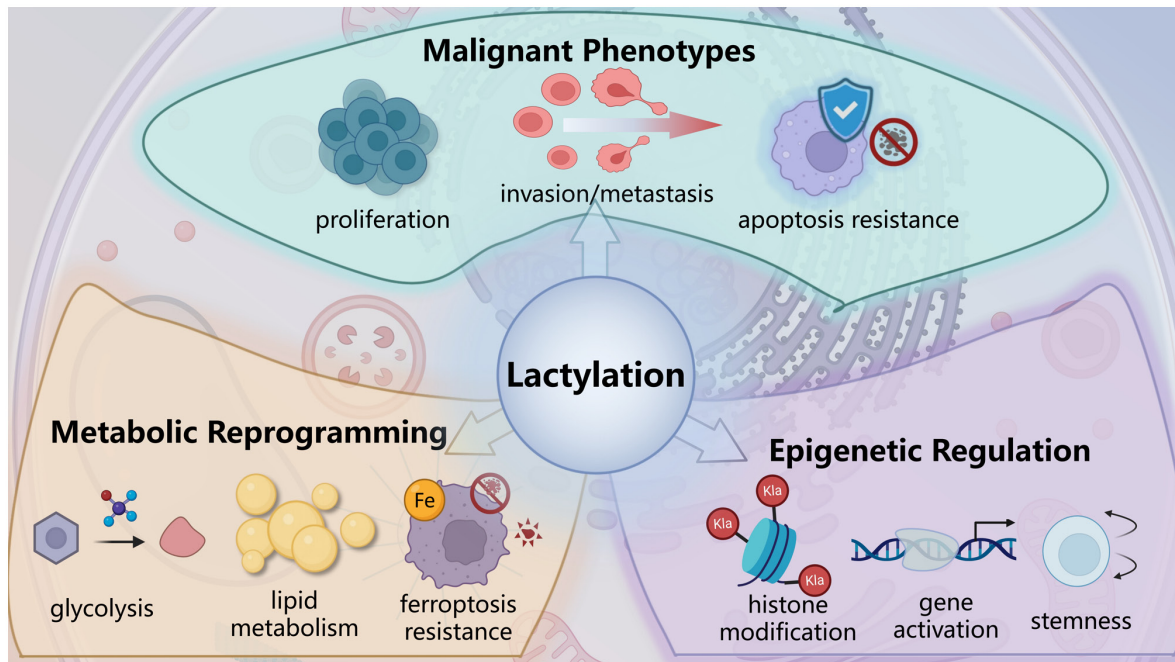 Malignant Phenotypes
proliferation
invasion/metastasis
apoptosis resistance
Lactylation
Metabolic Reprogramming
Fe
glycolysis
lipid
metabolism
ferroptosis
resistance
Epigenetic Regulation
Kla
Kla
Kla
histone
modification
gene
activation
stemness